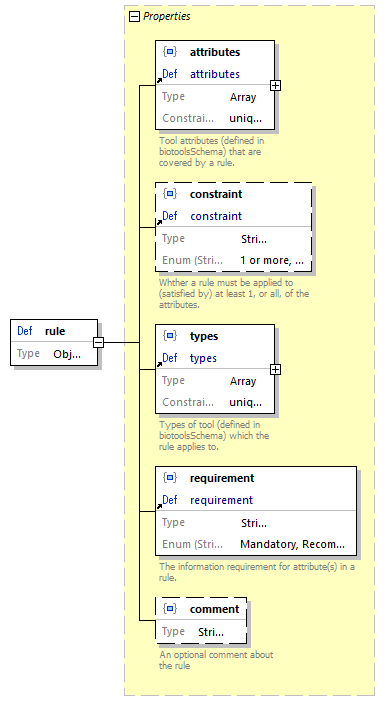 Properties
attributes
Def attributes
Type Array
Constrai... uniq...
Tool attributes (defined in
biotoolsSchema) that are
covered by a rule.
constraint
Def constraint
Type Stri...
Enum (Stri... 1 or more, ...
Whther a rule must be applied to
(satisfied by) at least 1, or all, of the
attributes.
Def rule
Type Obj...
types
Def types
Type Array
Constrai... uniq...
Types of tool (defined in
biotoolsSchema) which the
rule applies to.
requirement
Def requirement
Type Stri...
Enum (Stri... Mandatory, Recom...
The information requirement for attribute(s) in a
rule.
comment
Type Stri...
An optional comment about
the rule